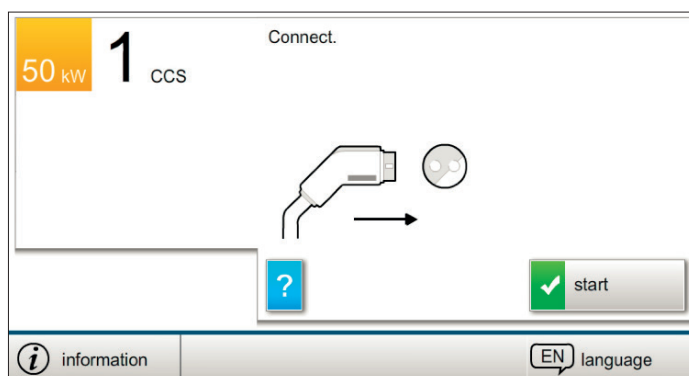 Connect.
50 kW 1 CCS
?
start
i information
EN language